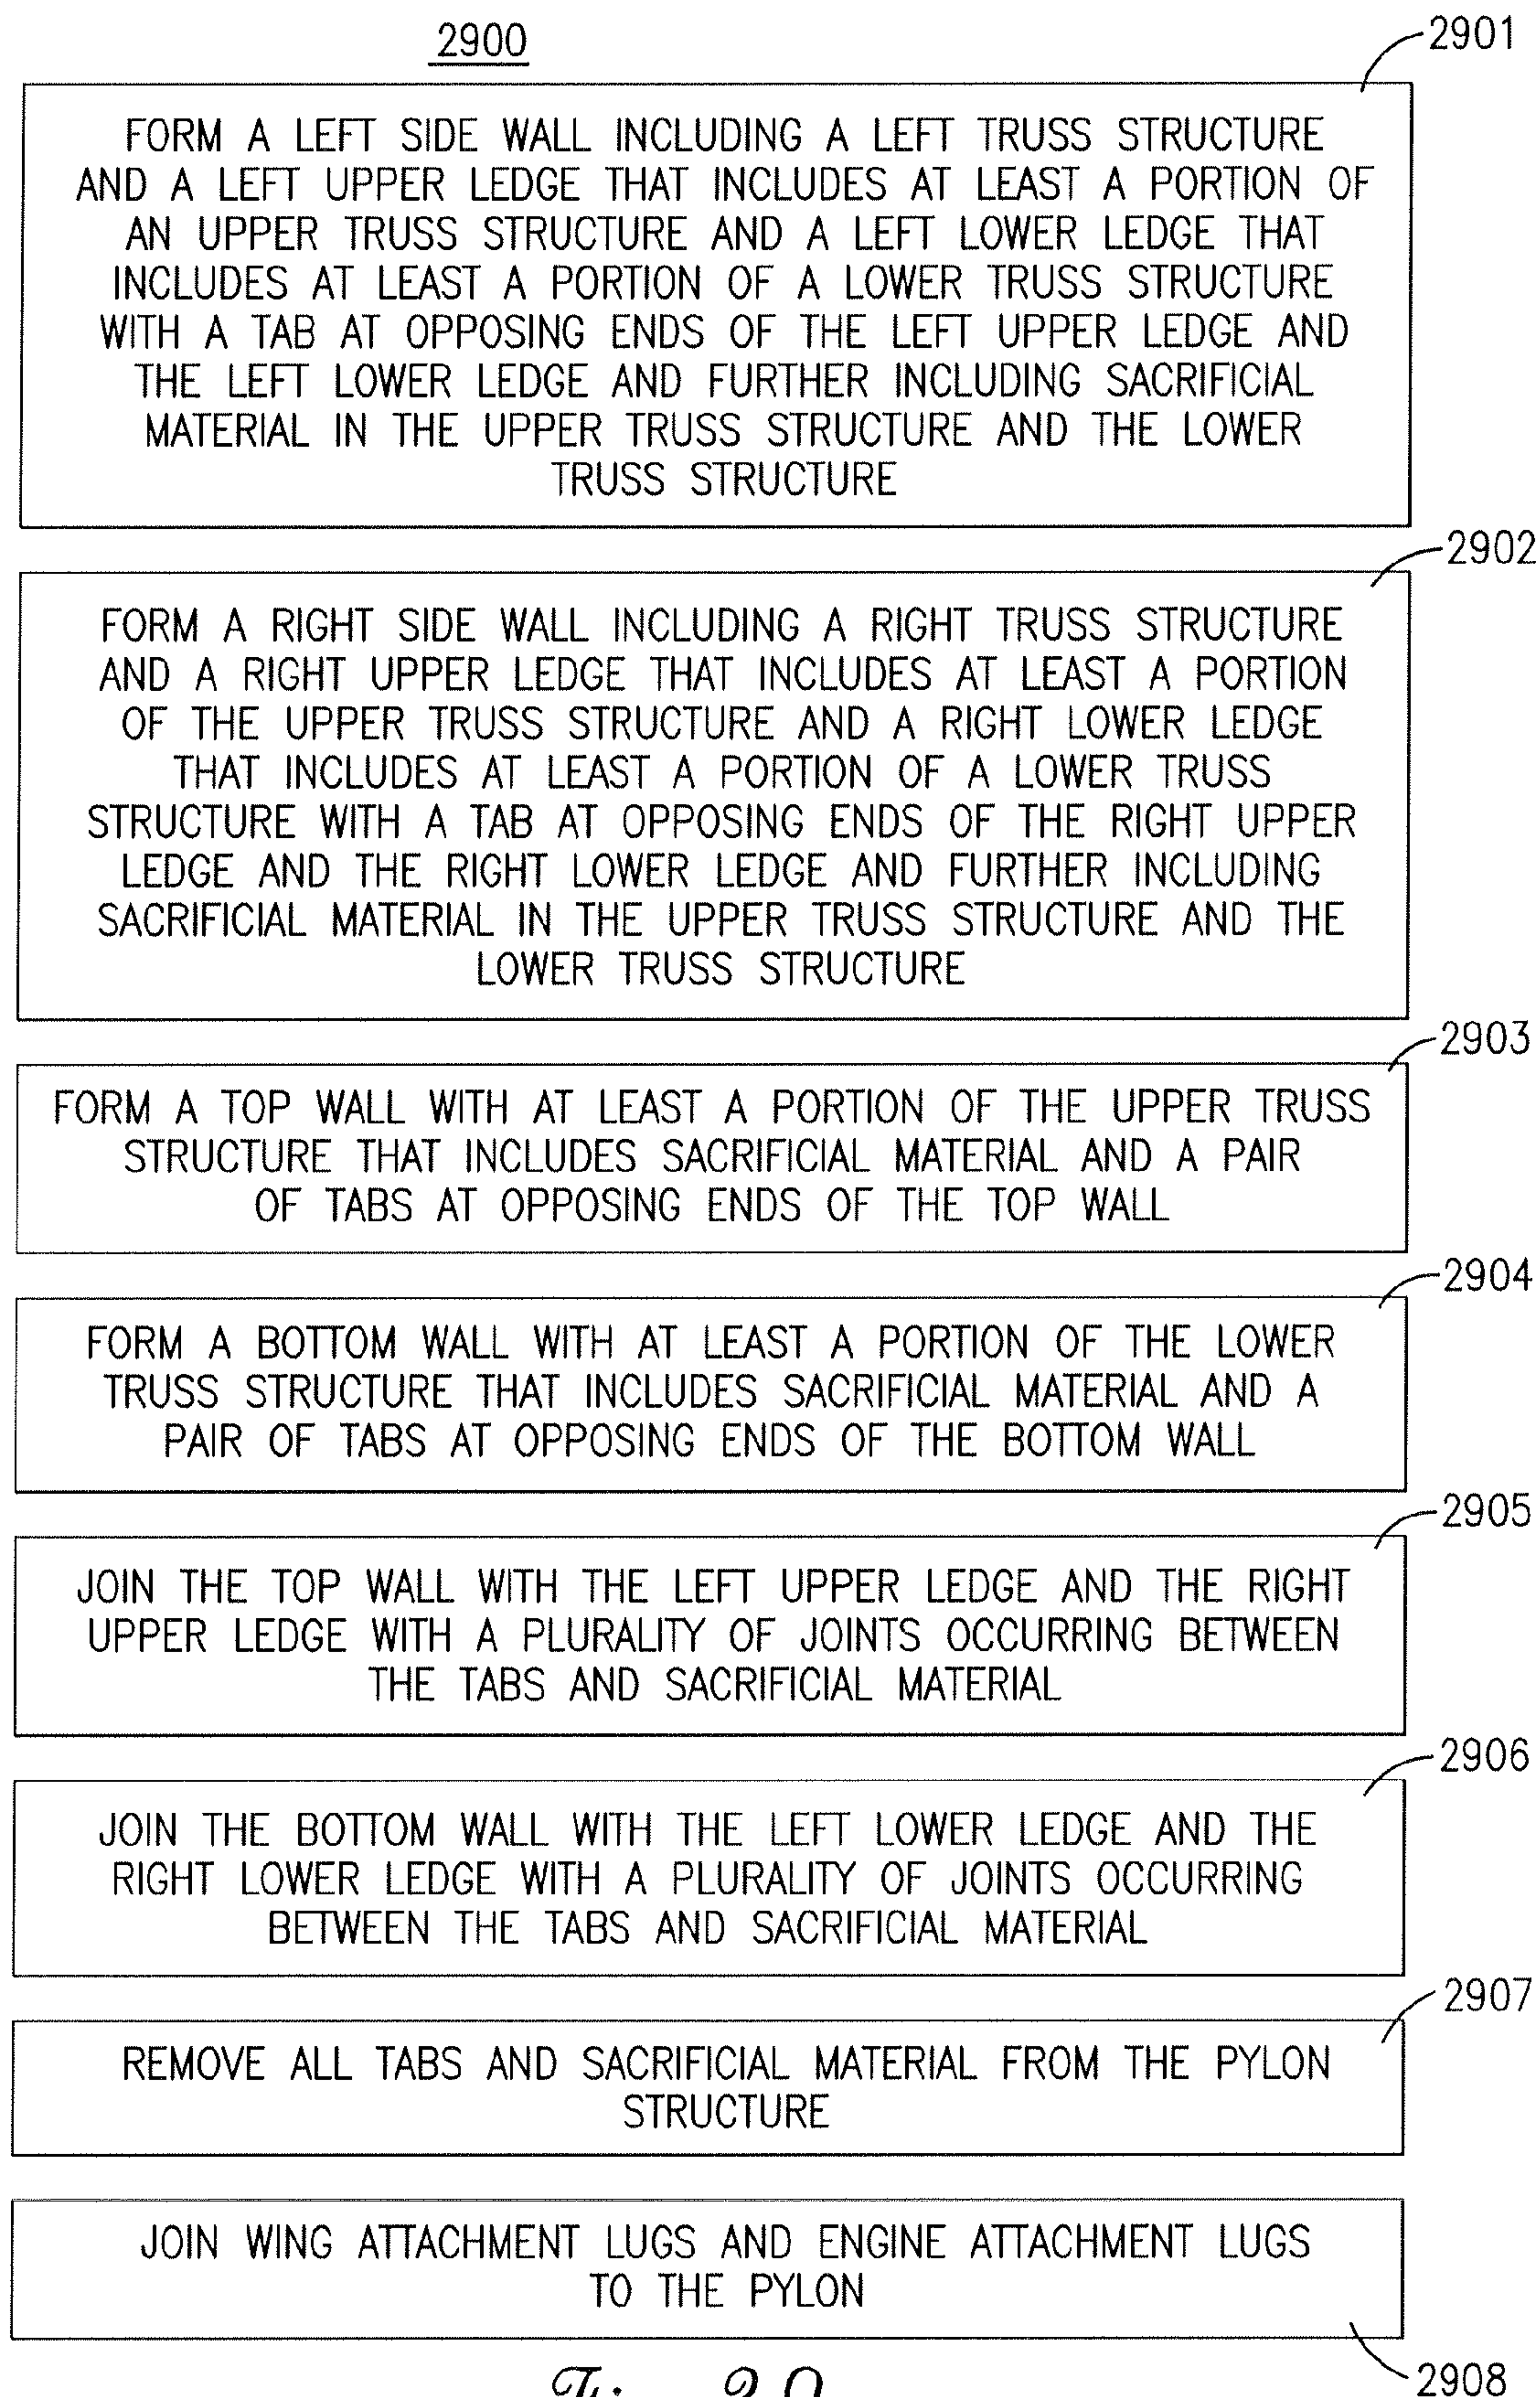 2900
2901
FORM A LEFT SIDE WALL INCLUDING A LEFT TRUSS STRUCTURE
AND A LEFT UPPER LEDGE THAT INCLUDES AT LEAST A PORTION OF
AN UPPER TRUSS STRUCTURE AND A LEFT LOWER LEDGE THAT
INCLUDES AT LEAST A PORTION OF A LOWER TRUSS STRUCTURE
WITH A TAB AT OPPOSING ENDS OF THE LEFT UPPER LEDGE AND
THE LEFT LOWER LEDGE AND FURTHER INCLUDING SACRIFICIAL
MATERIAL IN THE UPPER TRUSS STRUCTURE AND THE LOWER
TRUSS STRUCTURE
2902
FORM A RIGHT SIDE WALL INCLUDING A RIGHT TRUSS STRUCTURE
AND A RIGHT UPPER LEDGE THAT INCLUDES AT LEAST A PORTION
OF THE UPPER TRUSS STRUCTURE AND A RIGHT LOWER LEDGE
THAT INCLUDES AT LEAST A PORTION OF A LOWER TRUSS
STRUCTURE WITH A TAB AT OPPOSING ENDS OF THE RIGHT UPPER
LEDGE AND THE RIGHT LOWER LEDGE AND FURTHER INCLUDING
SACRIFICIAL MATERIAL IN THE UPPER TRUSS STRUCTURE AND THE
LOWER TRUSS STRUCTURE
2903
FORM A TOP WALL WITH AT LEAST A PORTION OF THE UPPER TRUSS
STRUCTURE THAT INCLUDES SACRIFICIAL MATERIAL AND A PAIR
OF TABS AT OPPOSING ENDS OF THE TOP WALL
2904
FORM A BOTTOM WALL WITH AT LEAST A PORTION OF THE LOWER
TRUSS STRUCTURE THAT INCLUDES SACRIFICIAL MATERIAL AND A
PAIR OF TABS AT OPPOSING ENDS OF THE BOTTOM WALL
2905
JOIN THE TOP WALL WITH THE LEFT UPPER LEDGE AND THE RIGHT
UPPER LEDGE WITH A PLURALITY OF JOINTS OCCURRING BETWEEN
THE TABS AND SACRIFICIAL MATERIAL
2906
JOIN THE BOTTOM WALL WITH THE LEFT LOWER LEDGE AND THE
RIGHT LOWER LEDGE WITH A PLURALITY OF JOINTS OCCURRING
BETWEEN THE TABS AND SACRIFICIAL MATERIAL
2907
REMOVE ALL TABS AND SACRIFICIAL MATERIAL FROM THE PYLON
STRUCTURE
JOIN WING ATTACHMENT LUGS AND ENGINE ATTACHMENT LUGS
TO THE PYLON
2908